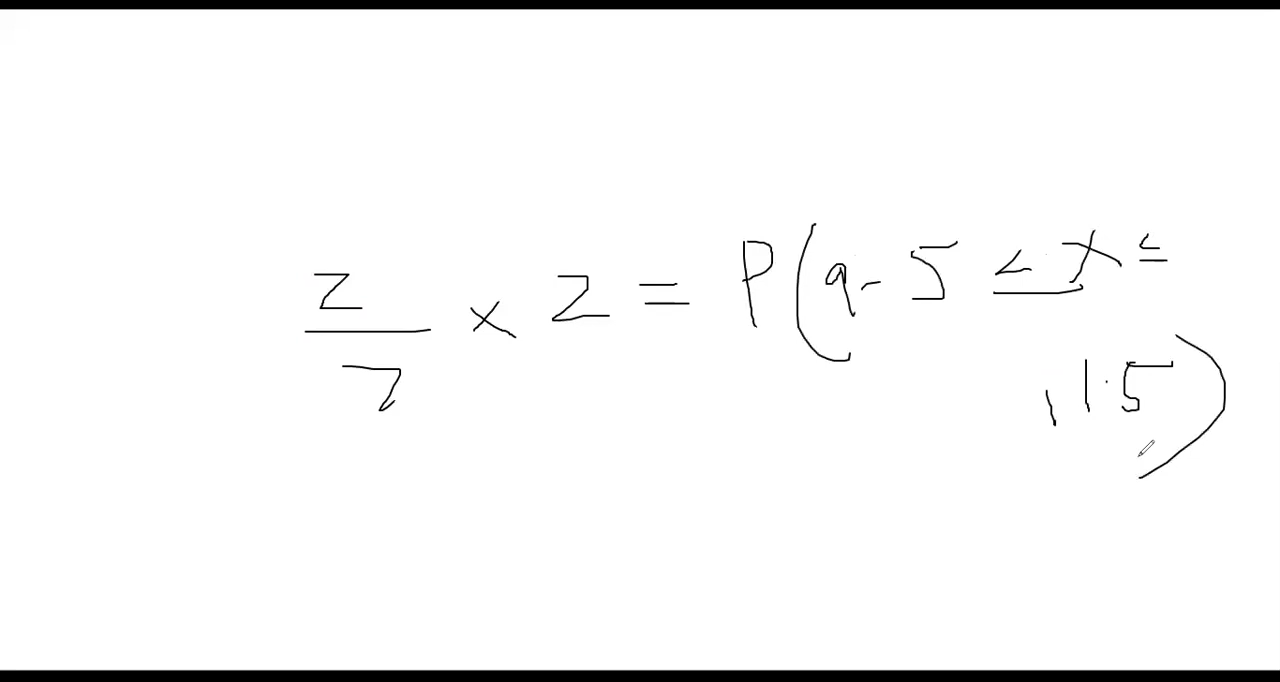 2/7 × 2 = P(9.5 ≤ x ≤
11.5)